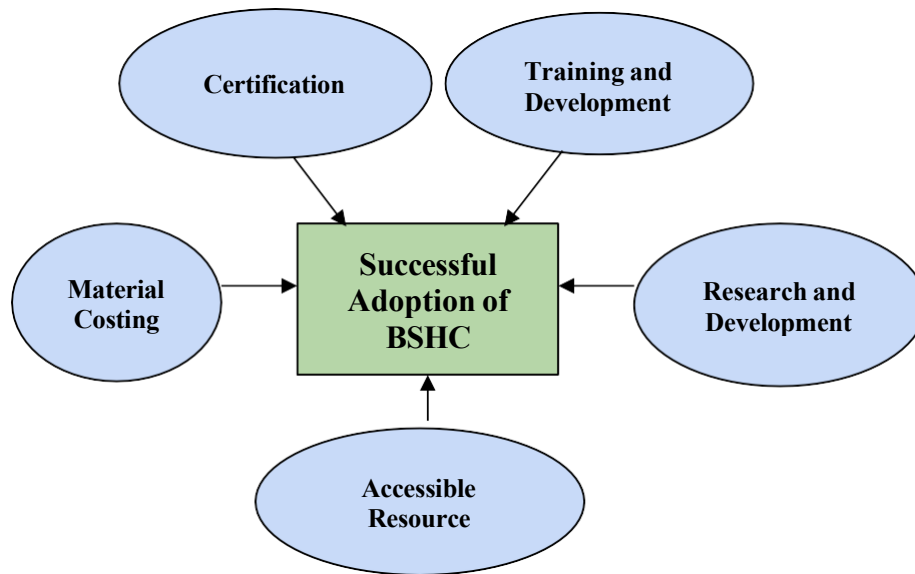 Certification
Training and
Development
Successful
Adoption of
BSHC
Material
Costing
Research and
Development
Accessible
Resource